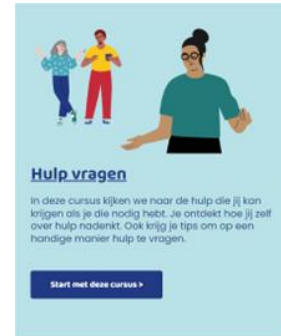 Hulp vragen
In deze cursus kijken we naar de hulp die jij kan
krijgen als je die nodig hebt. Je ontdekt hoe jij zelf
over hulp nadenkt. Ook krijg je tips om op een
handige manier hulp te vragen.
Start met deze cursus >